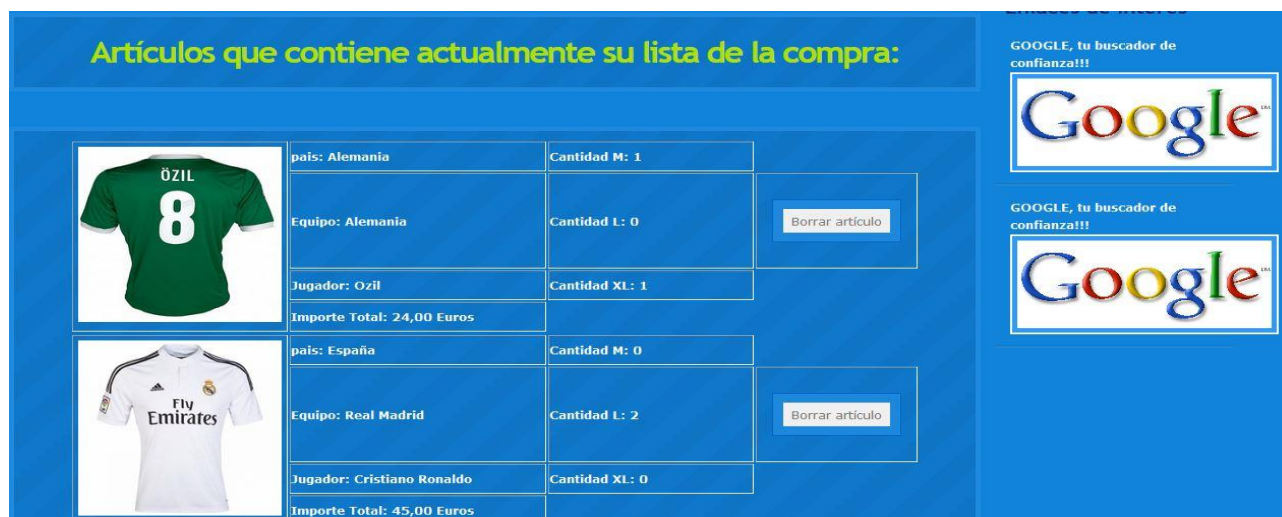 Enlaces de interés
Artículos que contiene actualmente su lista de la compra:
GOOGLE, tu buscador de
confianza!!!
Google
ÖZIL
8
pais: Alemania
Cantidad M: 1
Equipo: Alemania
Cantidad L: 0
Borrar artículo
Jugador: Ozil
Cantidad XL: 1
Importe Total: 24,00 Euros
GOOGLE, tu buscador de
confianza!!!
Google
Fly
Emirates
pais: España
Cantidad M: 0
Equipo: Real Madrid
Cantidad L: 2
Borrar artículo
Jugador: Cristiano Ronaldo
Cantidad XL: 0
Importe Total: 45,00 Euros